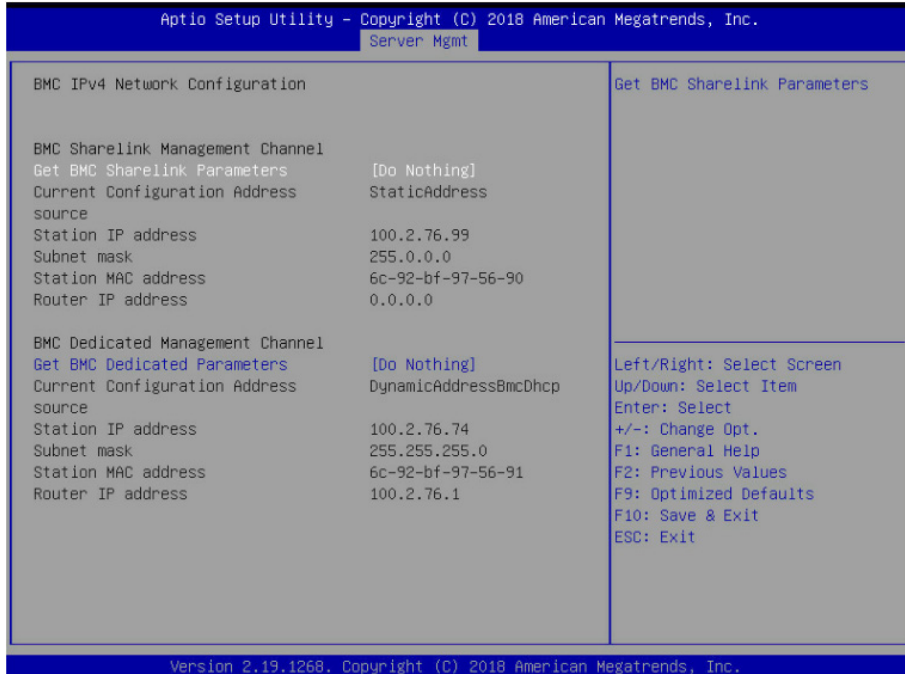 Aptio Setup Utility – Copyright (C) 2018 American Megatrends, Inc.
Server Mgmt
BMC IPv4 Network Configuration
BMC Sharelink Management Channel
Get BMC Sharelink Parameters [Do Nothing]
Current Configuration Address StaticAddress
source
Station IP address 100.2.76.99
Subnet mask 255.0.0.0
Station MAC address 6c-92-bf-97-56-90
Router IP address 0.0.0.0
BMC Dedicated Management Channel
Get BMC Dedicated Parameters [Do Nothing]
Current Configuration Address DynamicAddressBmcDhcp
source
Station IP address 100.2.76.74
Subnet mask 255.255.255.0
Station MAC address 6c-92-bf-97-56-91
Router IP address 100.2.76.1
Get BMC Sharelink Parameters
Left/Right: Select Screen
Up/Down: Select Item
Enter: Select
+/-: Change Opt.
F1: General Help
F2: Previous Values
F9: Optimized Defaults
F10: Save & Exit
ESC: Exit
Version 2.19.1268. Copyright (C) 2018 American Megatrends, Inc.